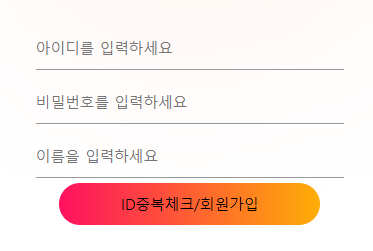 아이디를 입력하세요
비밀번호를 입력하세요
이름을 입력하세요
ID중복체크/회원가입